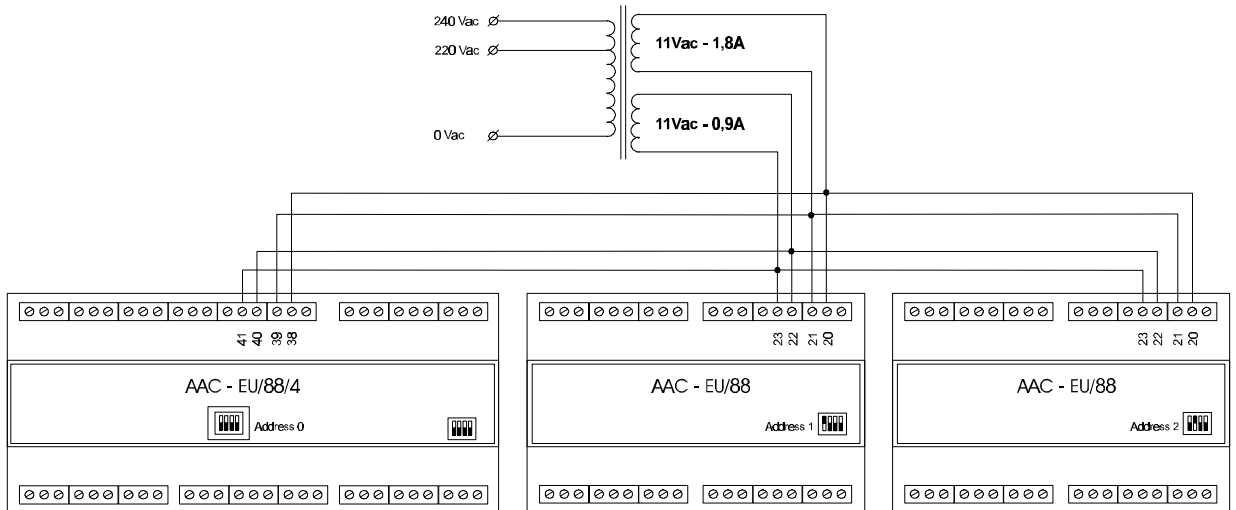 240 Vac
220 Vac
0 Vac
11Vac - 1,8A
11Vac - 0,9A
41 40 39 38
23 22 21 20
23 22 21 20
AAC - EU/88/4
AAC - EU/88
AAC - EU/88
Address 0
Address 1
Address 2